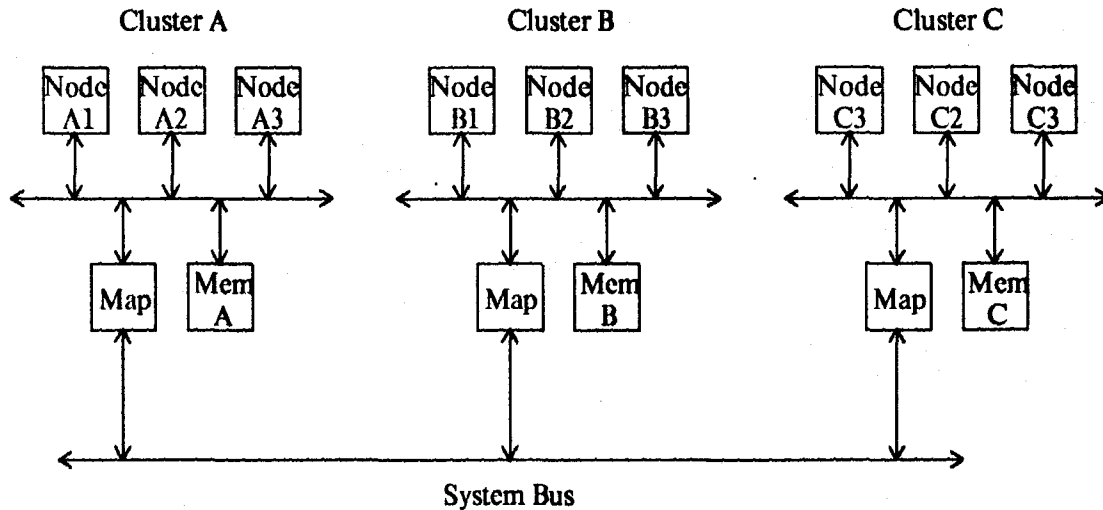 Cluster A
Cluster B
Cluster C
Node
A1
Node
A2
Node
A3
Node
B1
Node
B2
Node
B3
Node
C3
Node
C2
Node
C3
Map
Mem
A
Map
Mem
B
Map
Mem
C
System Bus